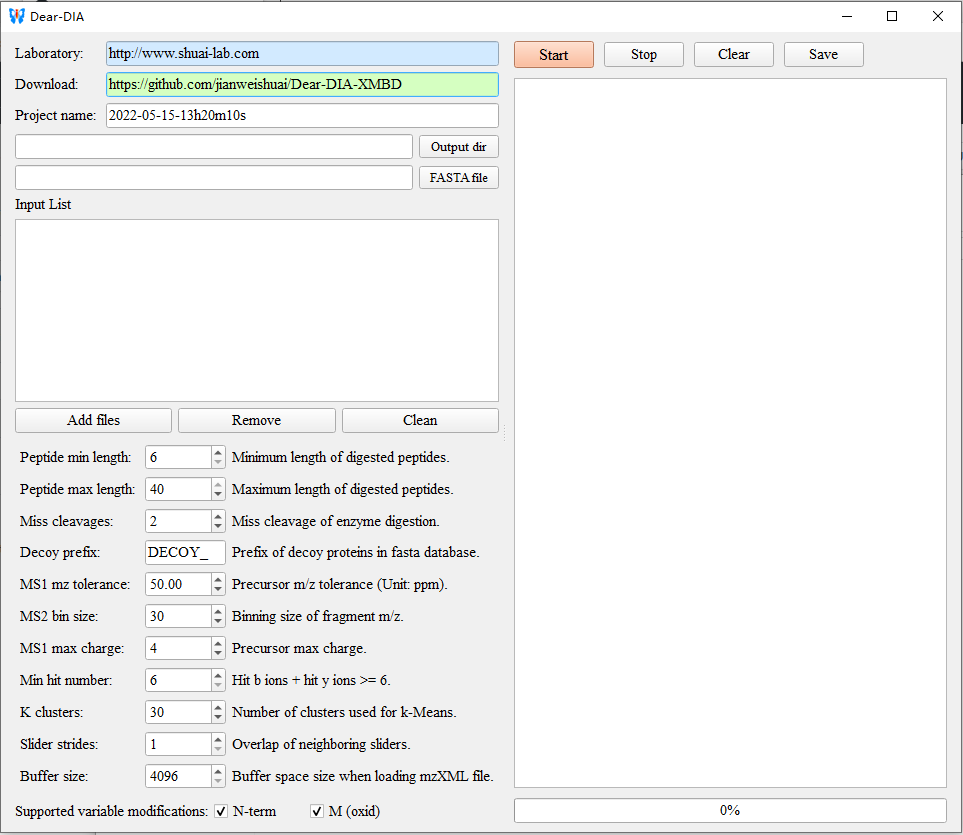 Dear-DIA
Laboratory: http://www.shuai-lab.com
Download: https://github.com/jianweishuai/Dear-DIA-XMBD
Project name: 2022-05-15-13h20m10s
Output dir
FASTA file
Input List
Add files Remove Clean
Peptide min length: 6 Minimum length of digested peptides.
Peptide max length: 40 Maximum length of digested peptides.
Miss cleavages: 2 Miss cleavage of enzyme digestion.
Decoy prefix: DECOY_ Prefix of decoy proteins in fasta database.
MS1 mz tolerance: 50.00 Precursor m/z tolerance (Unit: ppm).
MS2 bin size: 30 Binning size of fragment m/z.
MS1 max charge: 4 Precursor max charge.
Min hit number: 6 Hit b ions + hit y ions >= 6.
K clusters: 30 Number of clusters used for k-Means.
Slider strides: 1 Overlap of neighboring sliders.
Buffer size: 4096 Buffer space size when loading mzXML file.
Supported variable modifications: N-term M (oxid)
Start Stop Clear Save
0%